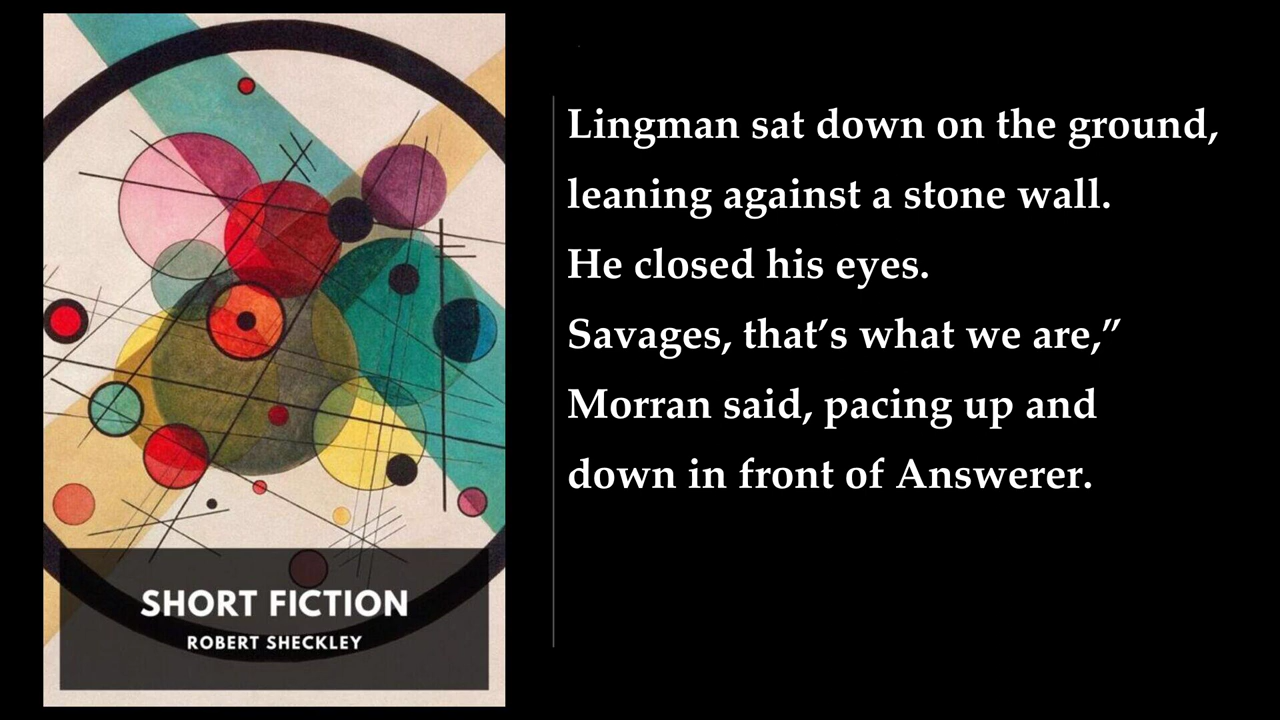 SHORT FICTION
ROBERT SHECKLEY
Lingman sat down on the ground,
leaning against a stone wall.
He closed his eyes.
Savages, that’s what we are,”
Morran said, pacing up and
down in front of Answerer.